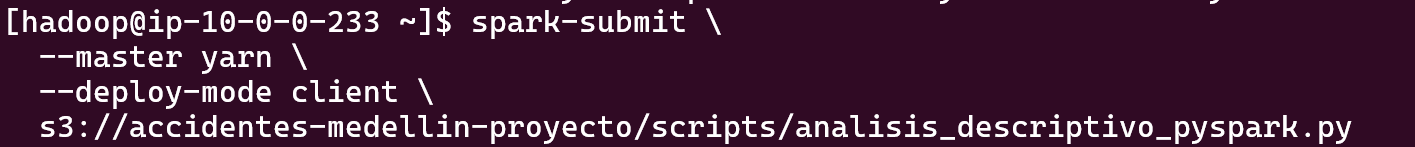 [hadoop@ip-10-0-0-233 ~]$ spark-submit \
  --master yarn \
  --deploy-mode client \
  s3://accidentes-medellin-proyecto/scripts/analisis_descriptivo_pyspark.py